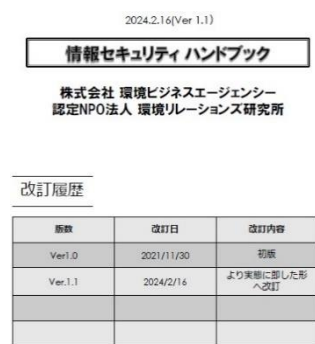 2024.2.16(Ver 1.1)
情報セキュリティ ハンドブック
株式会社 環境ビジネスエージェンシー
認定NPO法人 環境リレーションズ研究所
改訂履歴
版数 改訂日 改訂内容
Ver1.0 2021/11/30 初版
Ver.1.1 2024/2/16 より実態に即した形
へ改訂